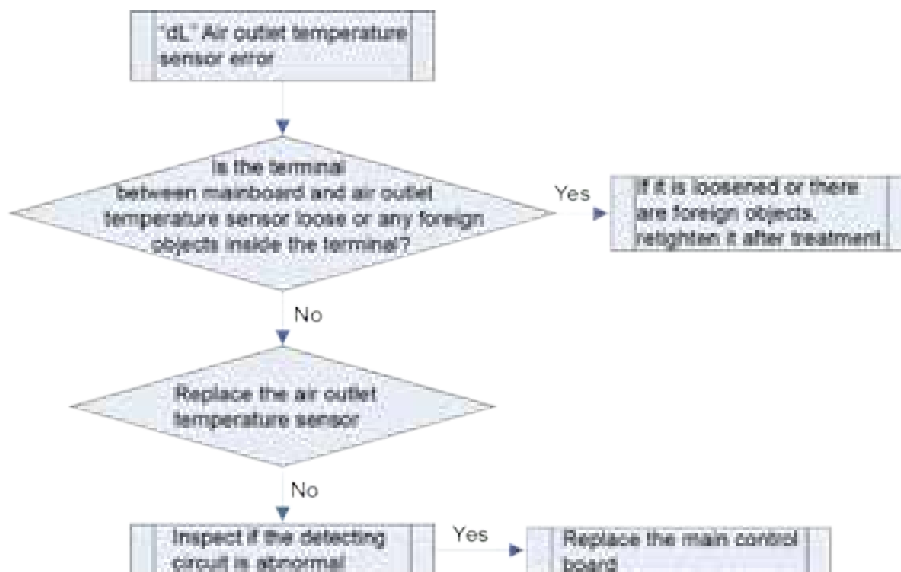 "dL" Air outlet temperature
sensor error
Is the terminal
between mainboard and air outlet
temperature sensor loose or any foreign
objects inside the terminal?
Yes
If it is loosened or there
are foreign objects,
retighten it after treatment
No
Replace the air outlet
temperature sensor
No
Inspect if the detecting
circuit is abnormal
Yes
Replace the main control
board